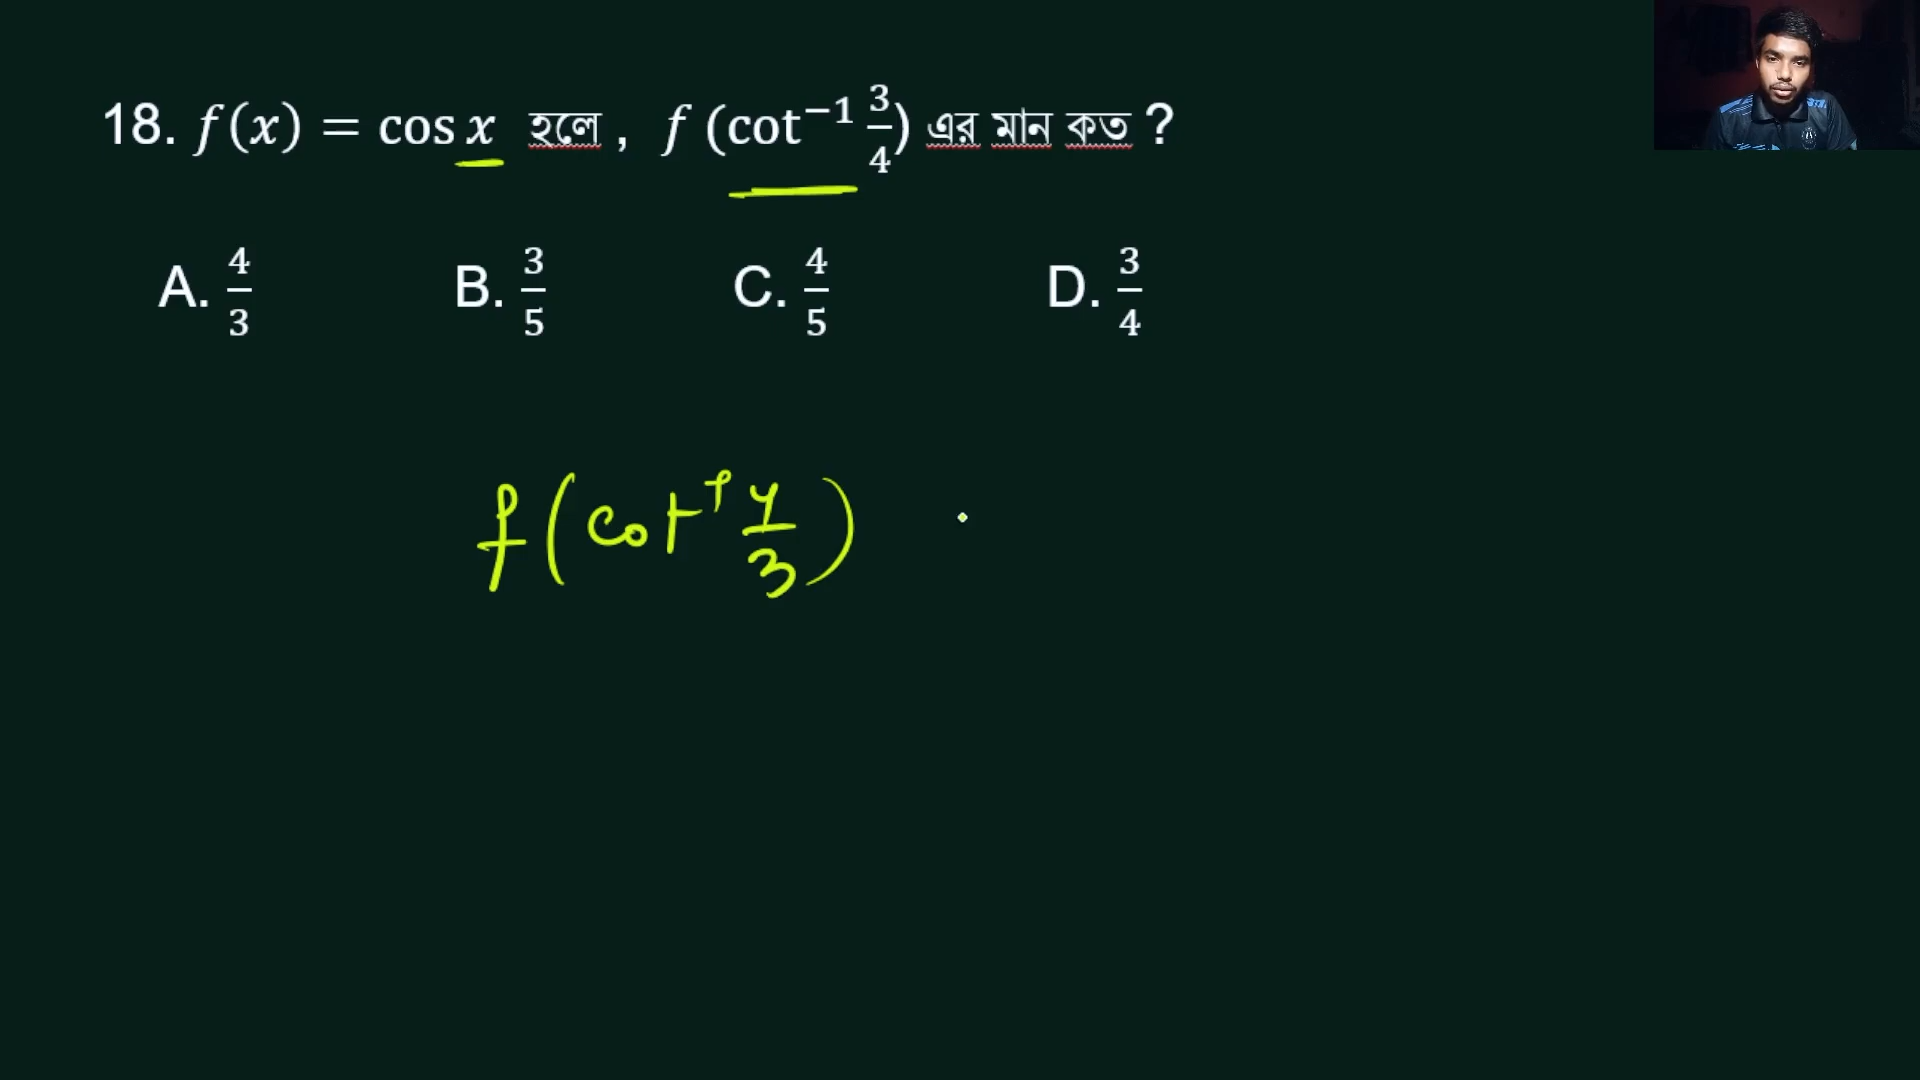 18. f(x) = cos x হলে , f (cot⁻¹ 3/4) এর মান কত ?
A. 4/3 B. 3/5 C. 4/5 D. 3/4
f(cot⁻¹ 4/3)